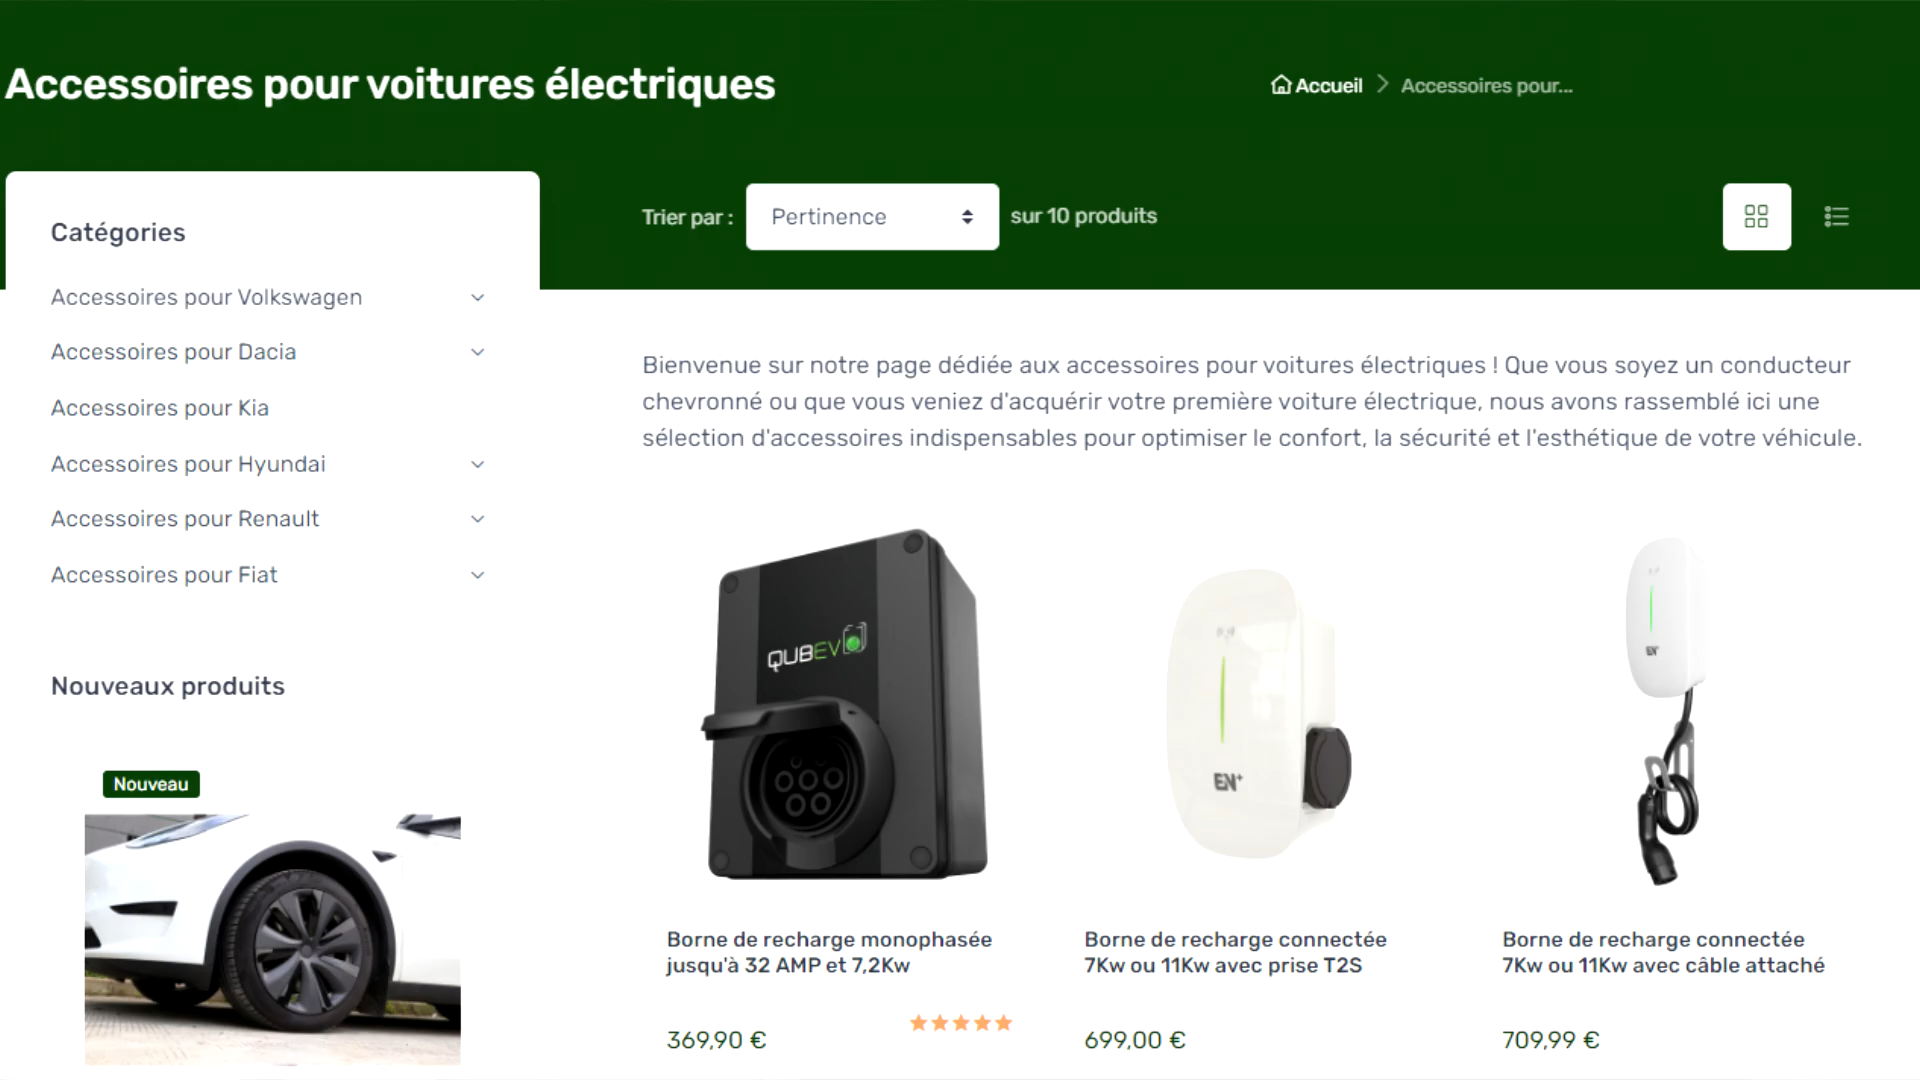 Accessoires pour voitures électriques
Accueil
Accessoires pour...
Catégories
Accessoires pour Volkswagen
Accessoires pour Dacia
Accessoires pour Kia
Accessoires pour Hyundai
Accessoires pour Renault
Accessoires pour Fiat
Nouveaux produits
Nouveau
Trier par :
Pertinence
sur 10 produits
Bienvenue sur notre page dédiée aux accessoires pour voitures électriques ! Que vous soyez un conducteur
chevronné ou que vous veniez d'acquérir votre première voiture électrique, nous avons rassemblé ici une
sélection d'accessoires indispensables pour optimiser le confort, la sécurité et l'esthétique de votre véhicule.
QUBEV
EN+
EN+
Borne de recharge monophasée
jusqu'à 32 AMP et 7,2Kw
369,90 €
Borne de recharge connectée
7Kw ou 11Kw avec prise T2S
699,00 €
Borne de recharge connectée
7Kw ou 11Kw avec câble attaché
709,99 €